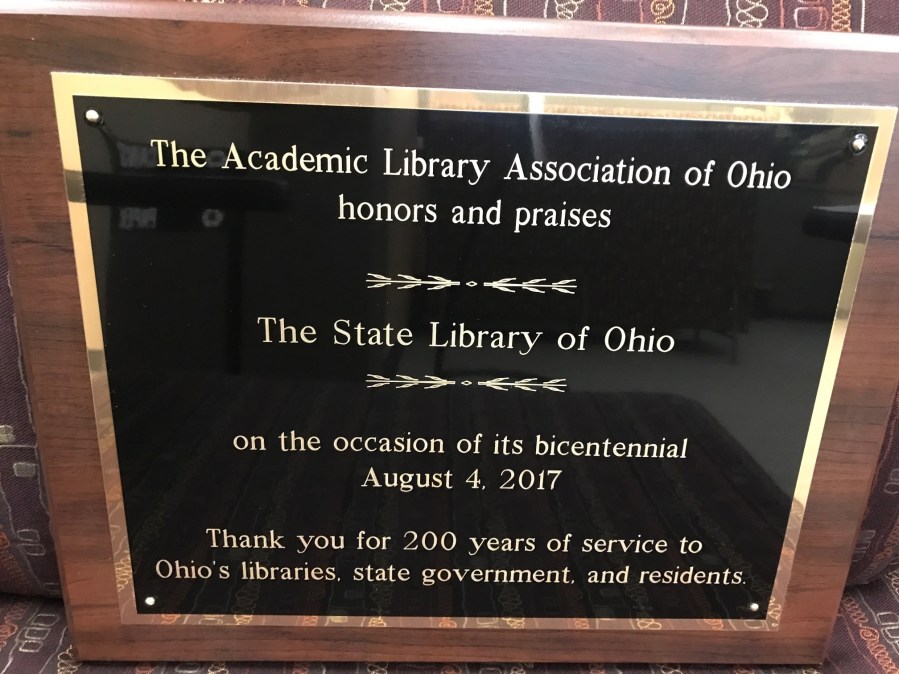 The Academic Library Association of Ohio
honors and praises
The State Library of Ohio
on the occasion of its bicentennial
August 4, 2017
Thank you for 200 years of service to
Ohio's libraries, state government, and residents.